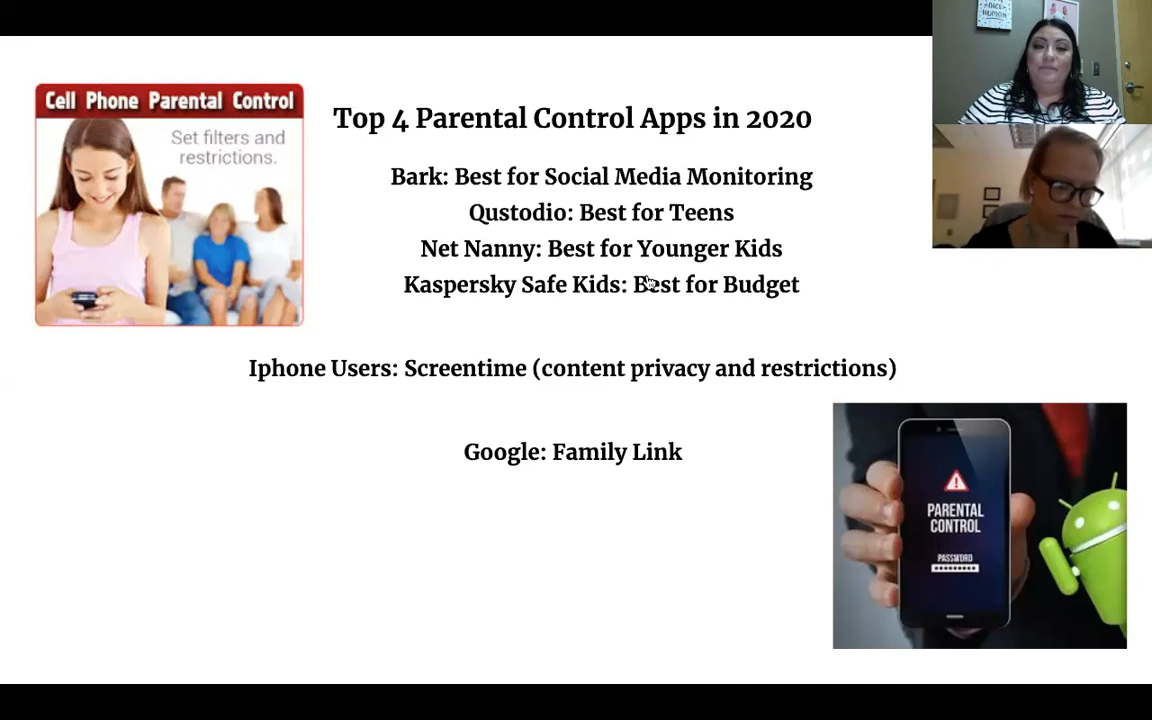 Cell Phone Parental Control
Set filters and
restrictions.
Top 4 Parental Control Apps in 2020
Bark: Best for Social Media Monitoring
Qustodio: Best for Teens
Net Nanny: Best for Younger Kids
Kaspersky Safe Kids: Best for Budget
Iphone Users: Screentime (content privacy and restrictions)
Google: Family Link
PARENTAL
CONTROL
PASSWORD